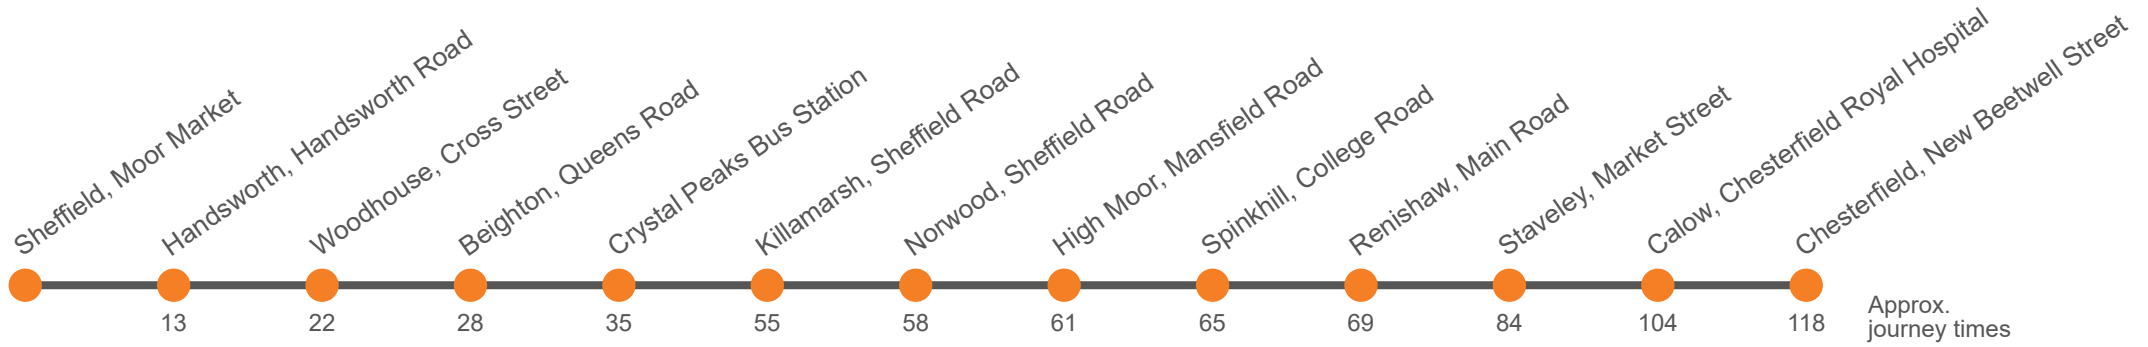 Sheffield, Moor Market
Handsworth, Handsworth Road
Woodhouse, Cross Street
Beighton, Queens Road
Crystal Peaks Bus Station
Killamarsh, Sheffield Road
Norwood, Sheffield Road
High Moor, Mansfield Road
Spinkhill, College Road
Renishaw, Main Road
Staveley, Market Street
Calow, Chesterfield Royal Hospital
Chesterfield, New Beetwell Street
13
22
28
35
55
58
61
65
69
84
104
118
Approx.
journey times